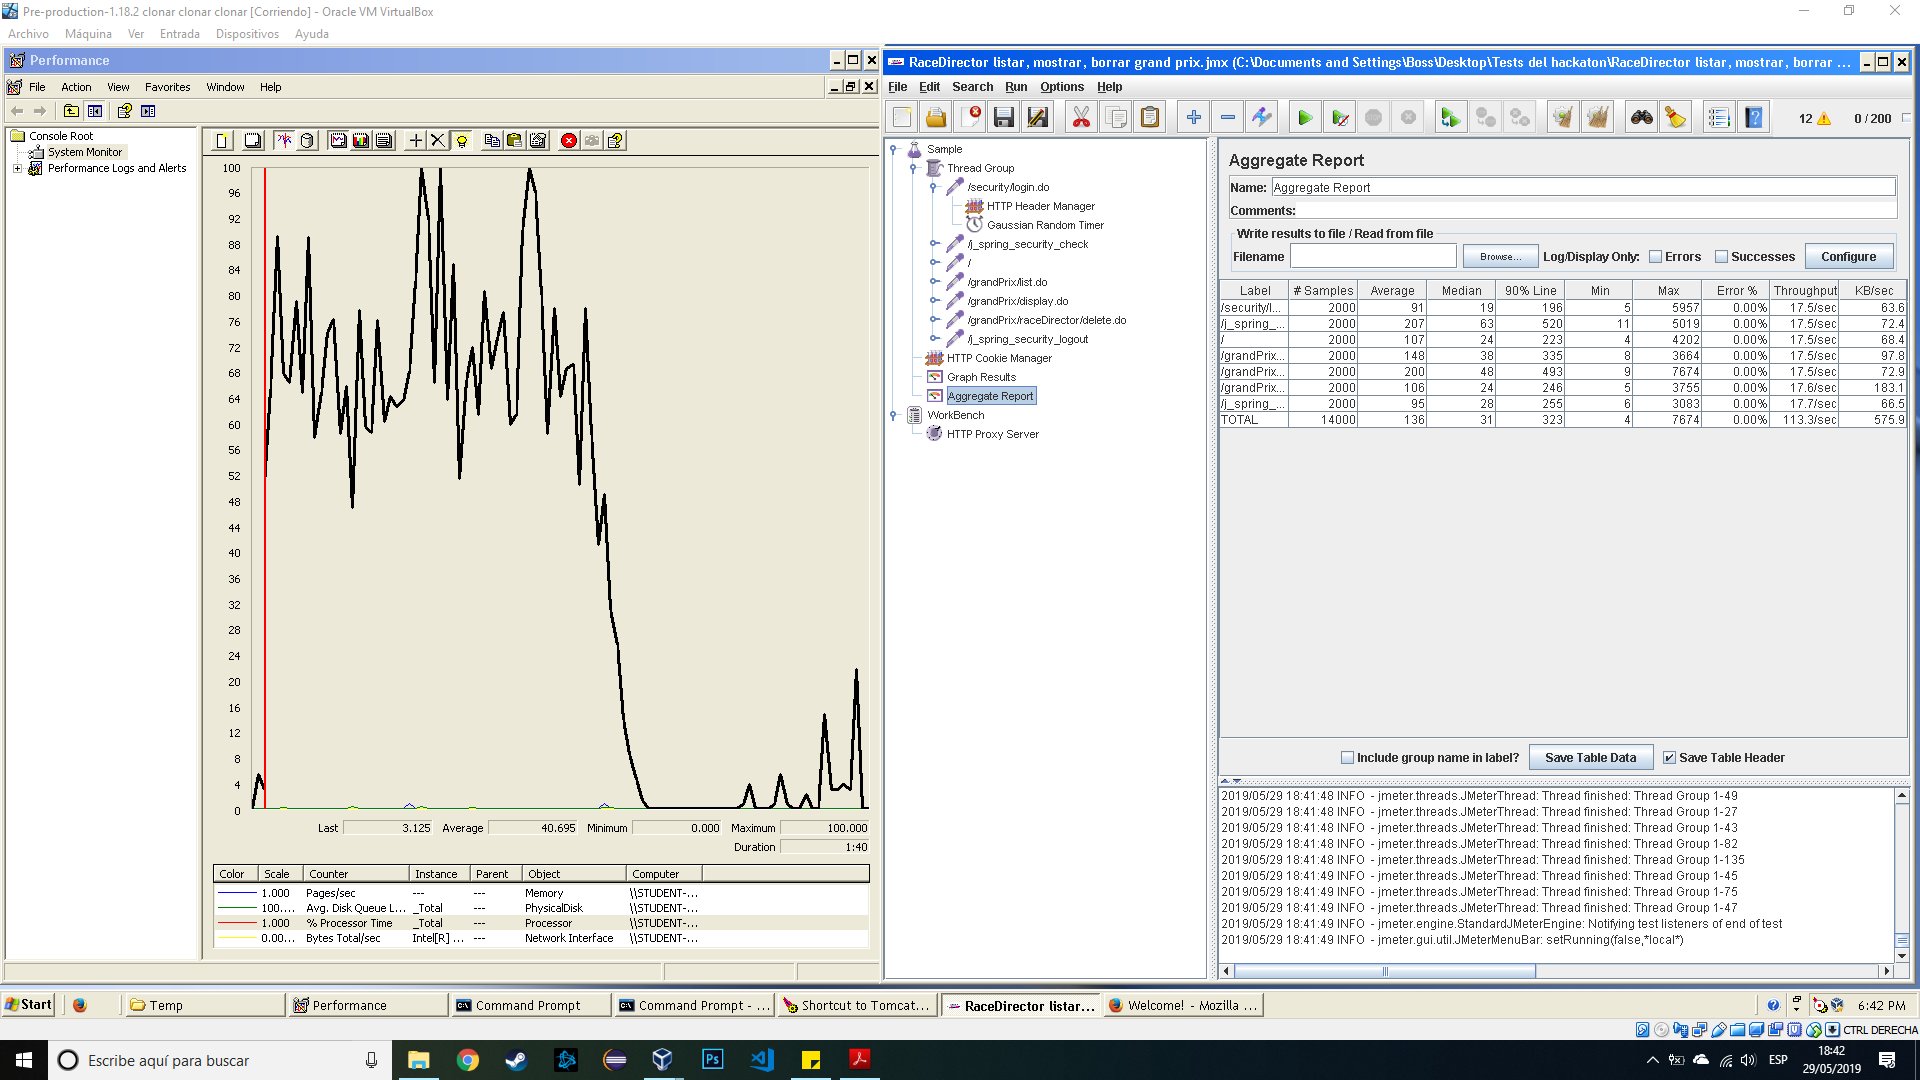 Pre-production-1.18.2 clonar clonar clonar [Corriendo] - Oracle VM VirtualBox
Archivo Máquina Ver Entrada Dispositivos Ayuda
Performance
File Action View Favorites Window Help
Console Root
System Monitor
Performance Logs and Alerts
100
96
92
88
84
80
76
72
68
64
60
56
52
48
44
40
36
32
28
24
20
16
12
8
4
0
Last 3.125 Average 40.695 Minimum 0.000 Maximum 100.000
Duration 1:40
Color Scale Counter Instance Parent Object Computer
1.000 Pages/sec --- --- Memory \\STUDENT-...
100.... Avg. Disk Queue L... _Total --- PhysicalDisk \\STUDENT-...
1.000 % Processor Time _Total --- Processor \\STUDENT-...
0.00... Bytes Total/sec Intel[R] ... --- Network Interface \\STUDENT-...
RaceDirector listar, mostrar, borrar grand prix.jmx (C:\Documents and Settings\Boss\Desktop\Tests del hackaton\RaceDirector listar, mostrar, borrar ...
File Edit Search Run Options Help
12 0 / 200
Sample
Thread Group
/security/login.do
HTTP Header Manager
Gaussian Random Timer
/j_spring_security_check
/
/grandPrix/list.do
/grandPrix/display.do
/grandPrix/raceDirector/delete.do
/j_spring_security_logout
HTTP Cookie Manager
Graph Results
Aggregate Report
WorkBench
HTTP Proxy Server
Aggregate Report
Name: Aggregate Report
Comments:
Write results to file / Read from file
Filename Browse... Log/Display Only: Errors Successes Configure
Label # Samples Average Median 90% Line Min Max Error % Throughput KB/sec
/security/l... 2000 91 19 196 5 5957 0.00% 17.5/sec 63.6
/j_spring_... 2000 207 63 520 11 5019 0.00% 17.5/sec 72.4
/ 2000 107 24 223 4 4202 0.00% 17.5/sec 68.4
/grandPrix... 2000 148 38 335 8 3664 0.00% 17.5/sec 97.8
/grandPrix... 2000 200 48 493 9 7674 0.00% 17.5/sec 72.9
/grandPrix... 2000 106 24 246 5 3755 0.00% 17.6/sec 183.1
/j_spring_... 2000 95 28 255 6 3083 0.00% 17.7/sec 66.5
TOTAL 14000 136 31 323 4 7674 0.00% 113.3/sec 575.9
Include group name in label? Save Table Data Save Table Header
2019/05/29 18:41:48 INFO - jmeter.threads.JMeterThread: Thread finished: Thread Group 1-49
2019/05/29 18:41:48 INFO - jmeter.threads.JMeterThread: Thread finished: Thread Group 1-27
2019/05/29 18:41:48 INFO - jmeter.threads.JMeterThread: Thread finished: Thread Group 1-43
2019/05/29 18:41:48 INFO - jmeter.threads.JMeterThread: Thread finished: Thread Group 1-82
2019/05/29 18:41:48 INFO - jmeter.threads.JMeterThread: Thread finished: Thread Group 1-135
2019/05/29 18:41:49 INFO - jmeter.threads.JMeterThread: Thread finished: Thread Group 1-45
2019/05/29 18:41:49 INFO - jmeter.threads.JMeterThread: Thread finished: Thread Group 1-75
2019/05/29 18:41:49 INFO - jmeter.threads.JMeterThread: Thread finished: Thread Group 1-47
2019/05/29 18:41:49 INFO - jmeter.engine.StandardJMeterEngine: Notifying test listeners of end of test
2019/05/29 18:41:49 INFO - jmeter.gui.util.JMeterMenuBar: setRunning(false,*local*)
Start Temp Performance Command Prompt Command Prompt - ... Shortcut to Tomcat... RaceDirector listar... Welcome! - Mozilla ... 6:42 PM
CTRL DERECHA
Escribe aquí para buscar
Ps
ESP
18:42
29/05/2019